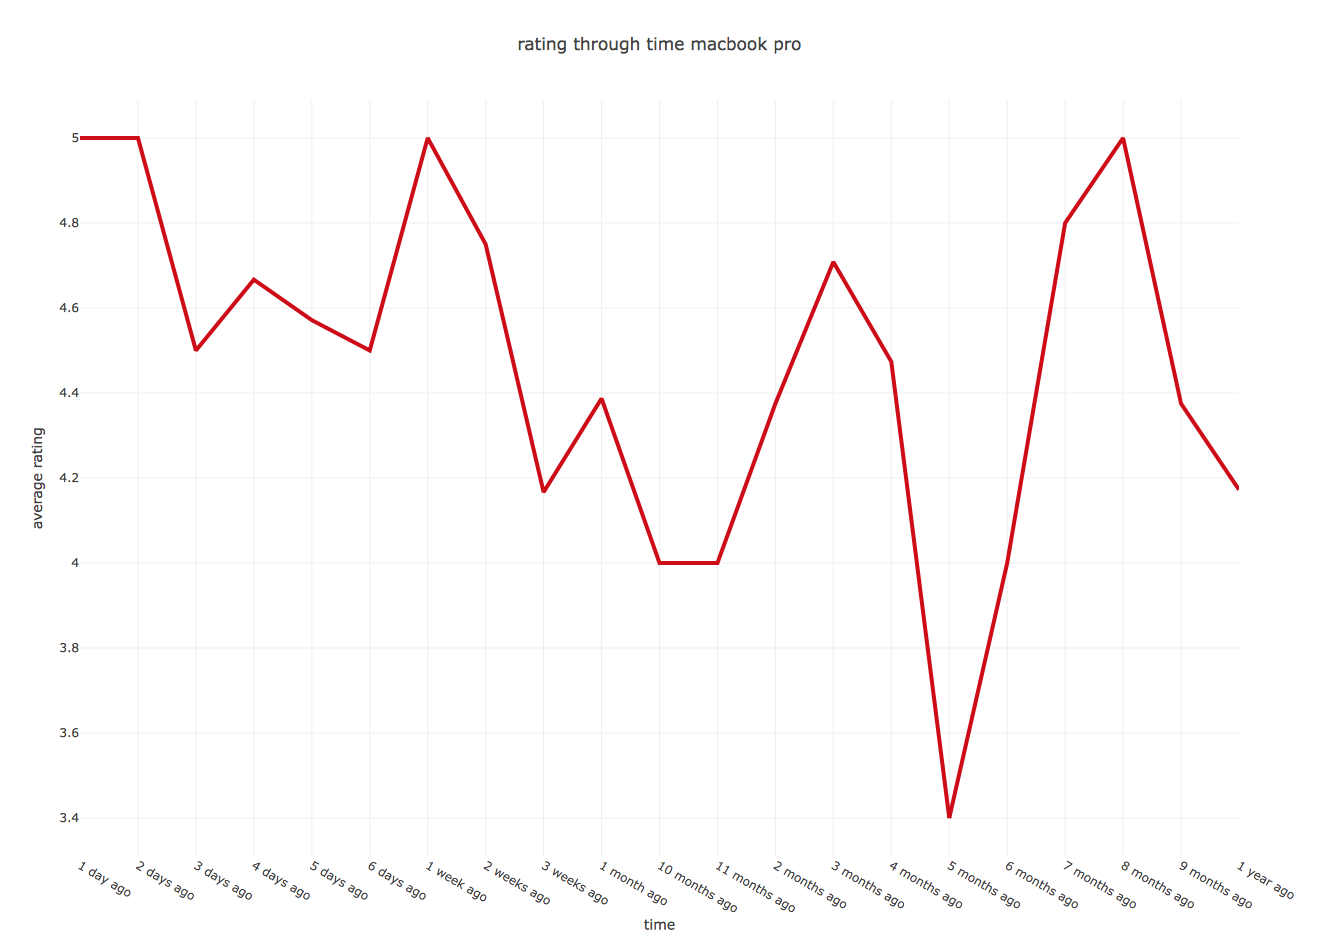 rating through time macbook pro
5
4.8
4.6
4.4
4.2
4
3.8
3.6
3.4
average rating
1 day ago
2 days ago
3 days ago
4 days ago
5 days ago
6 days ago
1 week ago
2 weeks ago
3 weeks ago
1 month ago
10 months ago
11 months ago
2 months ago
3 months ago
4 months ago
5 months ago
6 months ago
7 months ago
8 months ago
9 months ago
1 year ago
time